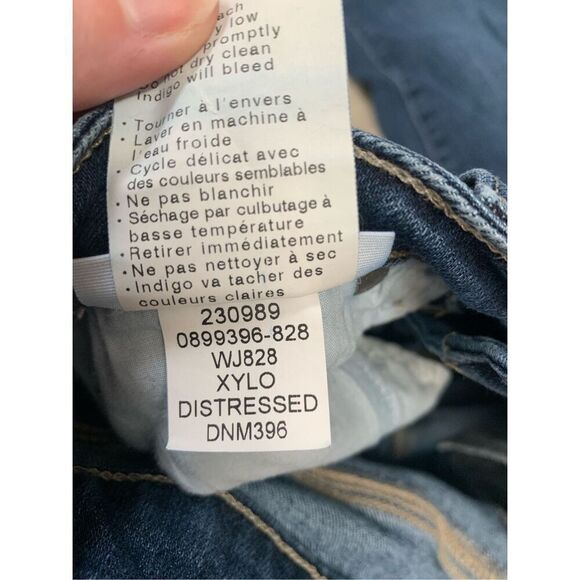 low
promptly
not dry clean
Indigo will bleed
• Tourner à l'envers
• Laver en machine à
l'eau froide
• Cycle délicat avec
des couleurs semblables
• Ne pas blanchir
• Séchage par culbutage à
basse température
• Retirer immédiatement
• Ne pas nettoyer à sec
• Indigo va tacher des
couleurs claires
230989
0899396-828
WJ828
XYLO
DISTRESSED
DNM396